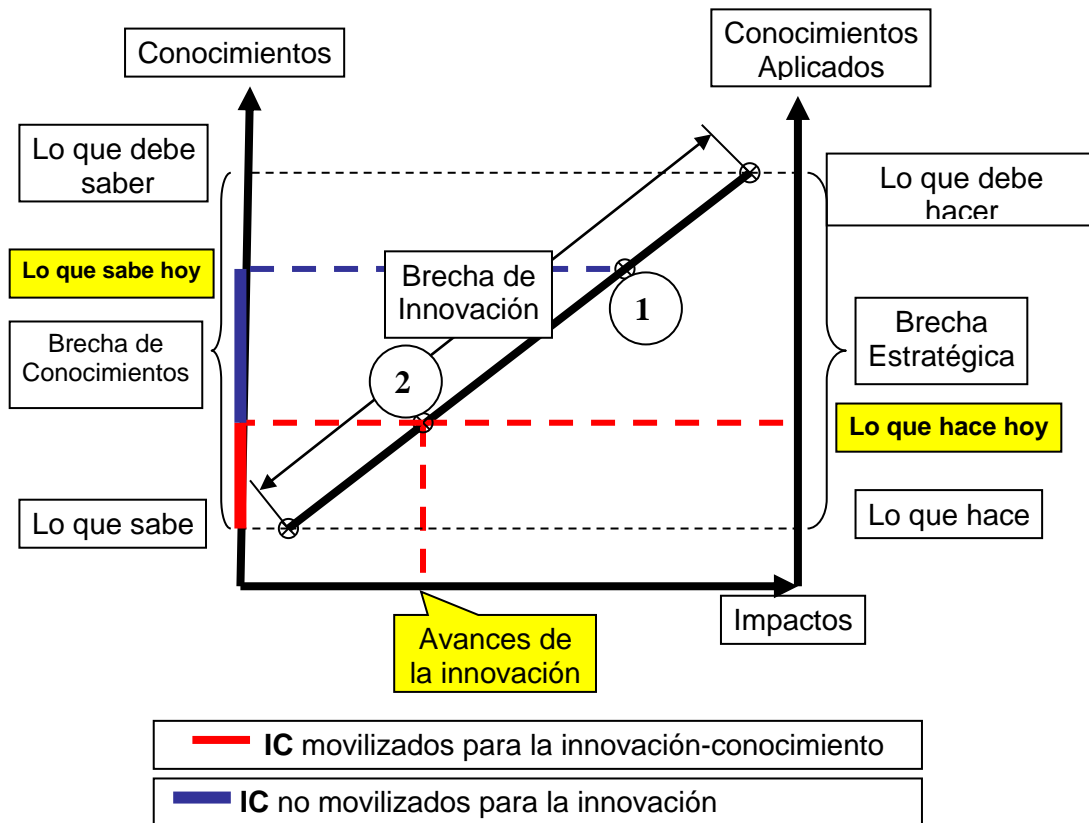 Conocimientos
Conocimientos
Aplicados
Lo que debe
saber
Lo que debe
hacer
Lo que sabe hoy
Brecha de
Innovación
1
Brecha de
Conocimientos
Brecha
Estratégica
2
Lo que hace hoy
Lo que sabe
Lo que hace
Impactos
Avances de
la innovación
IC movilizados para la innovación-conocimiento
IC no movilizados para la innovación